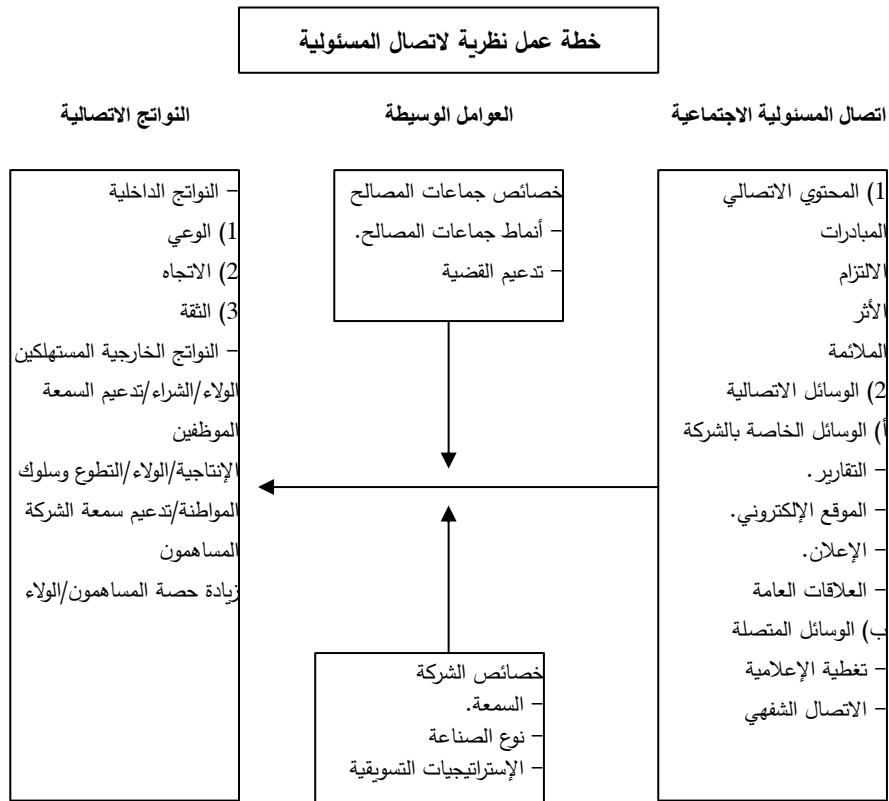 خطة عمل نظرية لاتصال المسئولية
اتصال المسئولية الاجتماعية
1) المحتوي الاتصالي
المبادرات
الالتزام
الأثر
الملائمة
2) الوسائل الاتصالية
أ) الوسائل الخاصة بالشركة
– التقارير.
– الموقع الإلكتروني.
– الإعلان.
– العلاقات العامة
ب) الوسائل المتصلة
– تغطية الإعلامية
– الاتصال الشفهي
العوامل الوسيطة
خصائص جماعات المصالح
– أنماط جماعات المصالح.
– تدعيم القضية
خصائص الشركة
– السمعة.
– نوع الصناعة
– الإستراتيجيات التسويقية
النواتج الاتصالية
– النواتج الداخلية
1) الوعي
2) الاتجاه
3) الثقة
– النواتج الخارجية المستهلكين
الولاء/الشراء/تدعيم السمعة
الموظفين
الإنتاجية/الولاء/التطوع وسلوك
المواطنة/تدعيم سمعة الشركة
المساهمون
زيادة حصة المساهمون/الولاء